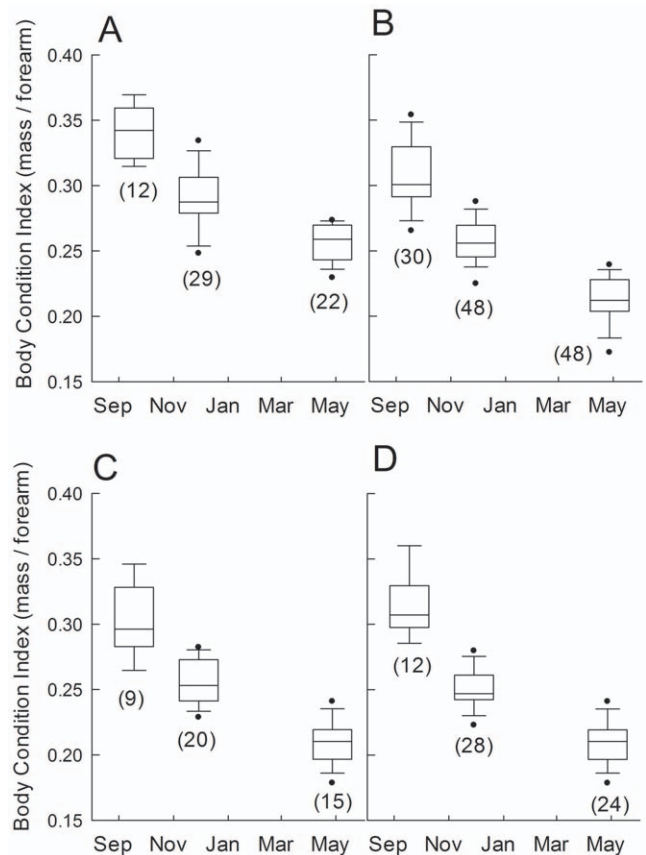 A
B
Body Condition Index (mass / forearm)
0.40
0.35
0.30
0.25
0.20
0.15
(12)
(29)
(22)
(30)
(48)
(48)
Sep Nov Jan Mar May
Sep Nov Jan Mar May
C
D
Body Condition Index (mass / forearm)
0.40
0.35
0.30
0.25
0.20
0.15
(9)
(20)
(15)
(12)
(28)
(24)
Sep Nov Jan Mar May
Sep Nov Jan Mar May